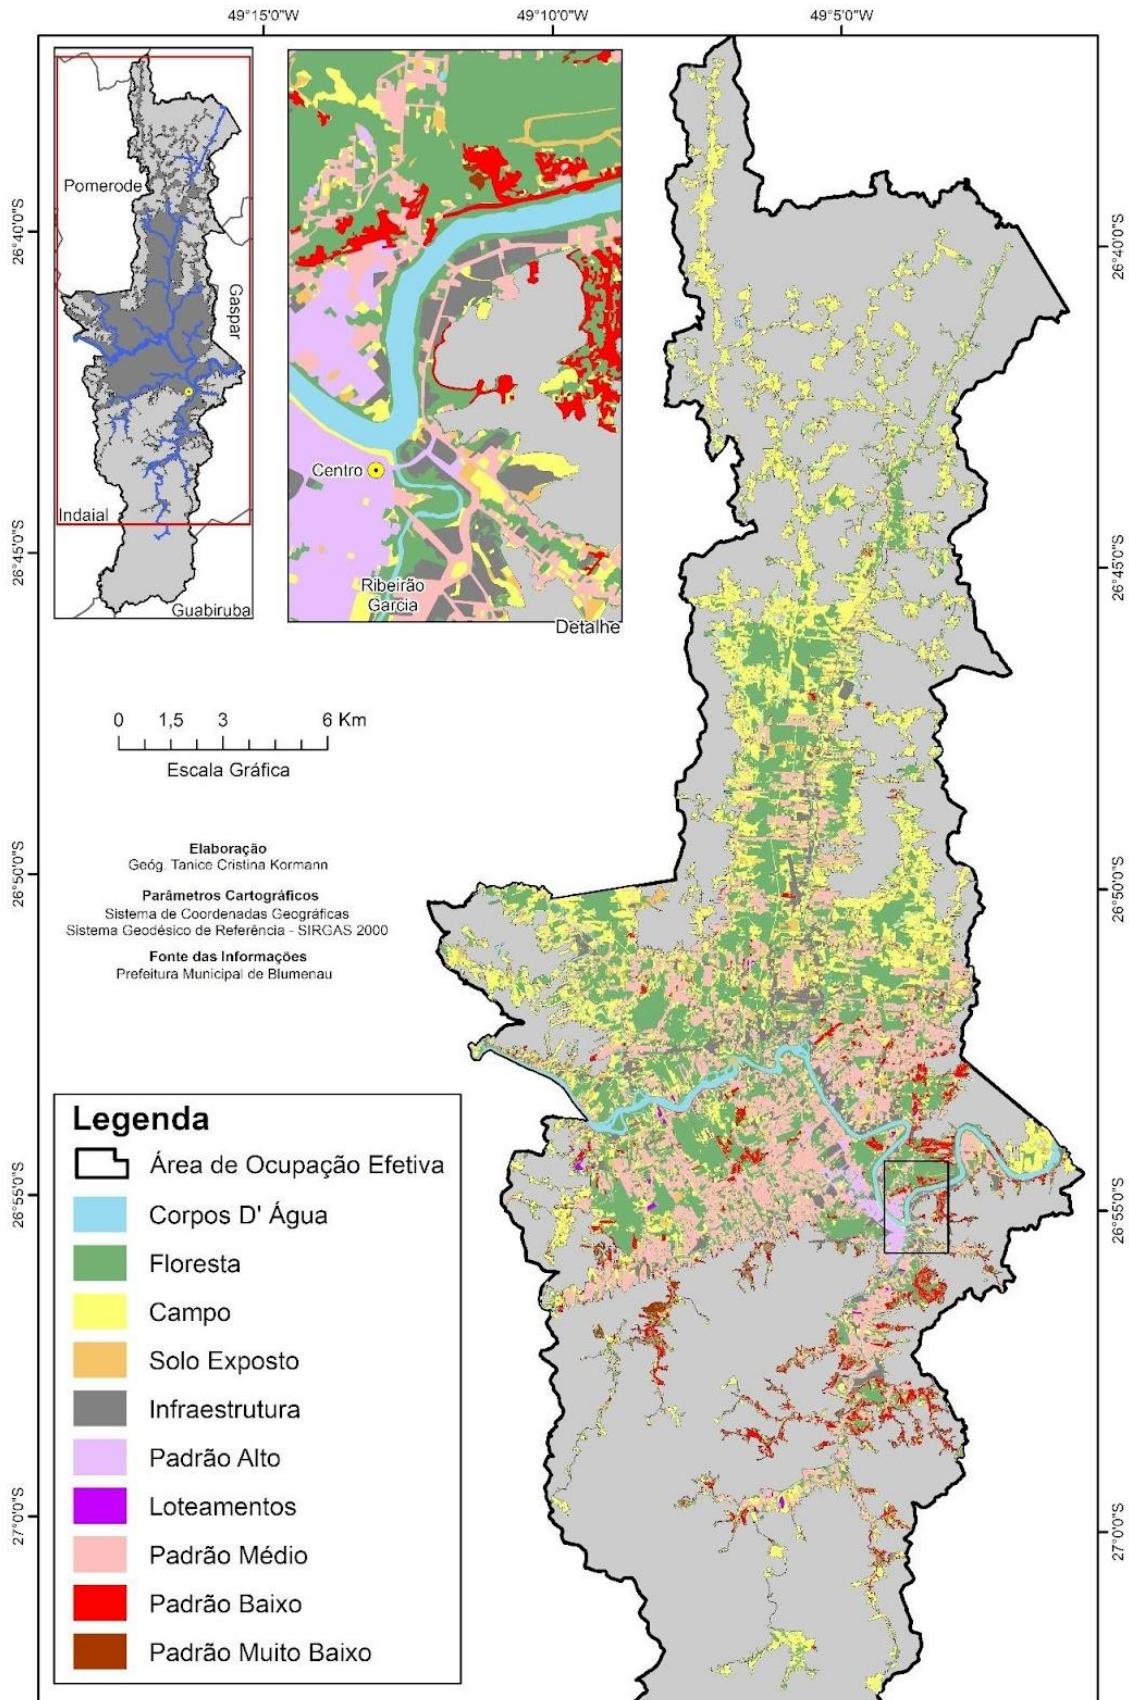 49°15'0"W
49°10'0"W
49°5'0"W
26°40'0"S
26°45'0"S
26°50'0"S
26°55'0"S
27°0'0"S
26°40'0"S
26°45'0"S
26°50'0"S
26°55'0"S
27°0'0"S
Pomerode
Gaspar
Indaial
Guabiruba
Centro
Ribeirão
Garcia
Detalhe
0 1,5 3 6 Km
Escala Gráfica
Elaboração
Geóg. Tanice Cristina Kormann
Parâmetros Cartográficos
Sistema de Coordenadas Geográficas
Sistema Geodésico de Referência - SIRGAS 2000
Fonte das Informações
Prefeitura Municipal de Blumenau
Legenda
Área de Ocupação Efetiva
Corpos D' Água
Floresta
Campo
Solo Exposto
Infraestrutura
Padrão Alto
Loteamentos
Padrão Médio
Padrão Baixo
Padrão Muito Baixo